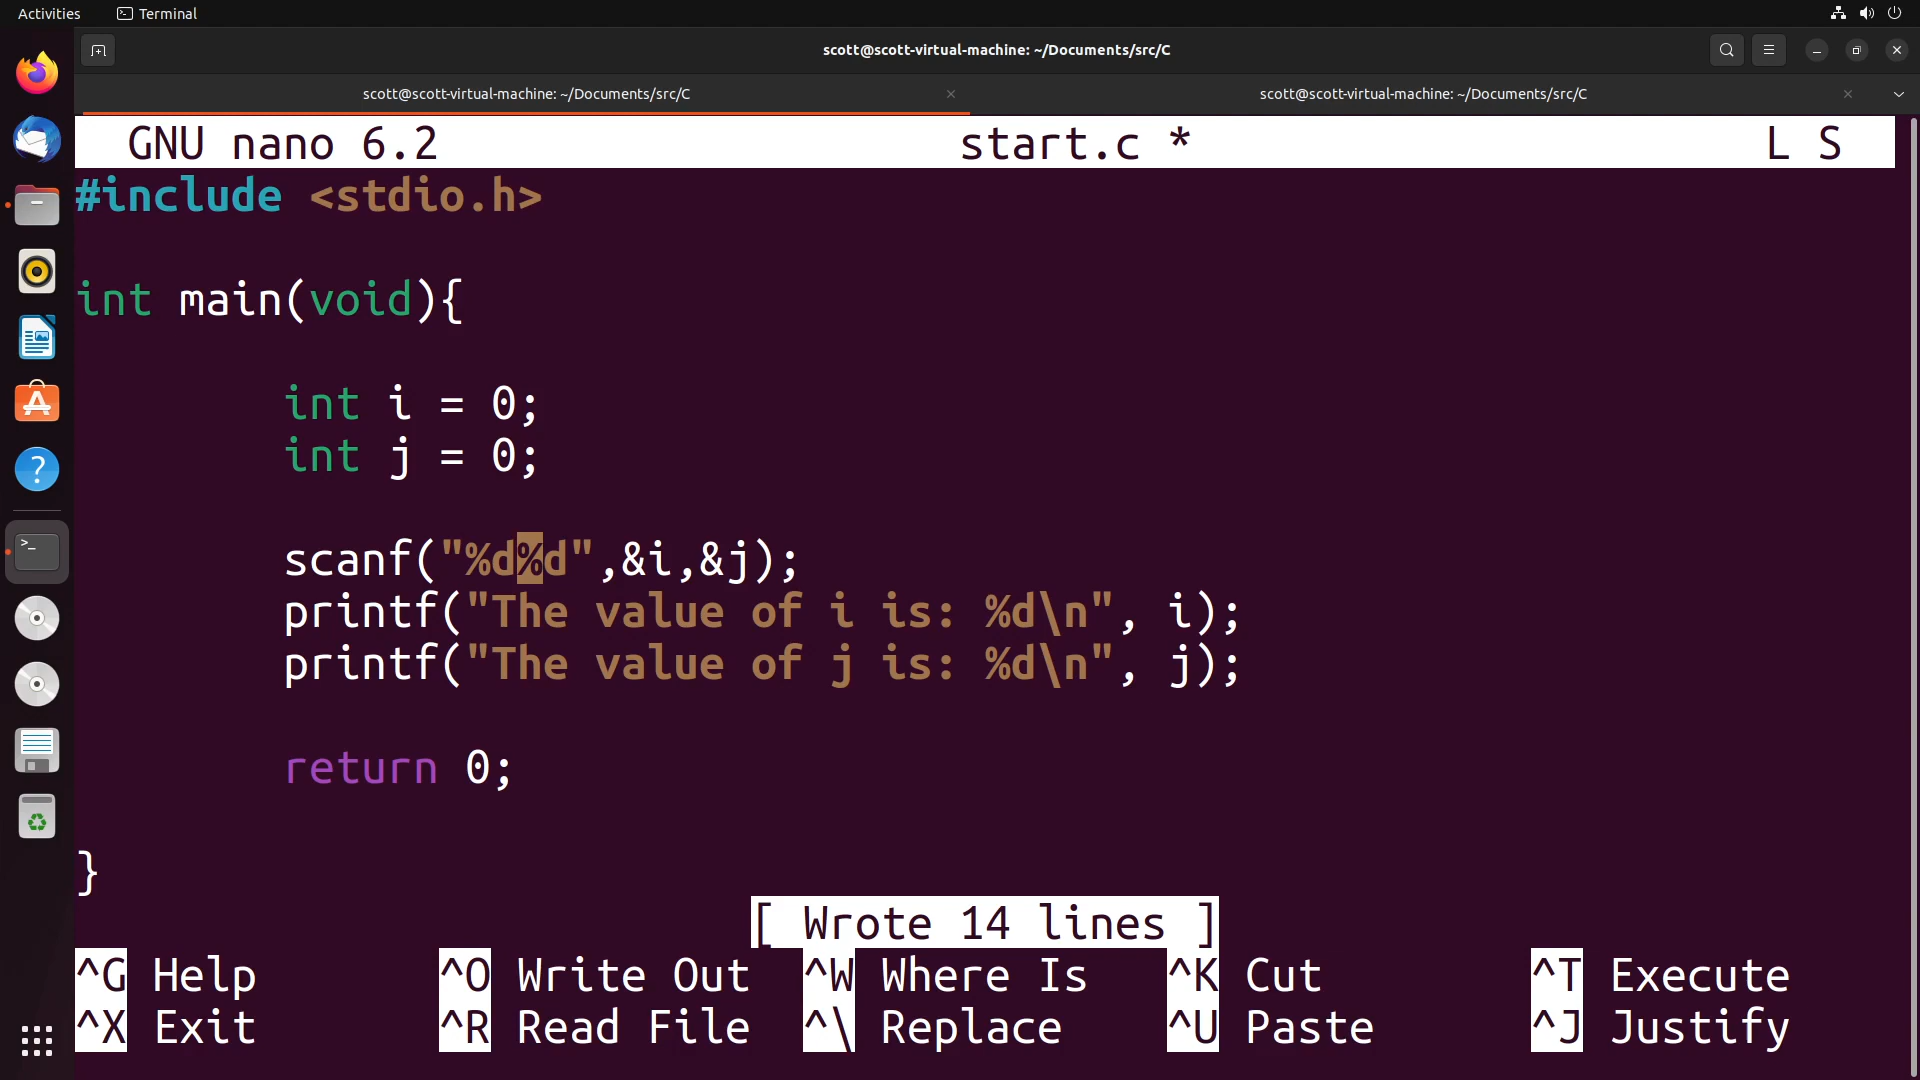 Activities Terminal
scott@scott-virtual-machine: ~/Documents/src/C
scott@scott-virtual-machine: ~/Documents/src/C scott@scott-virtual-machine: ~/Documents/src/C
GNU nano 6.2 start.c * L S
#include <stdio.h>
int main(void){
int i = 0;
int j = 0;
scanf("%d%d",&i,&j);
printf("The value of i is: %d\n", i);
printf("The value of j is: %d\n", j);
return 0;
}
[ Wrote 14 lines ]
^G Help ^O Write Out ^W Where Is ^K Cut ^T Execute
^X Exit ^R Read File ^\ Replace ^U Paste ^J Justify